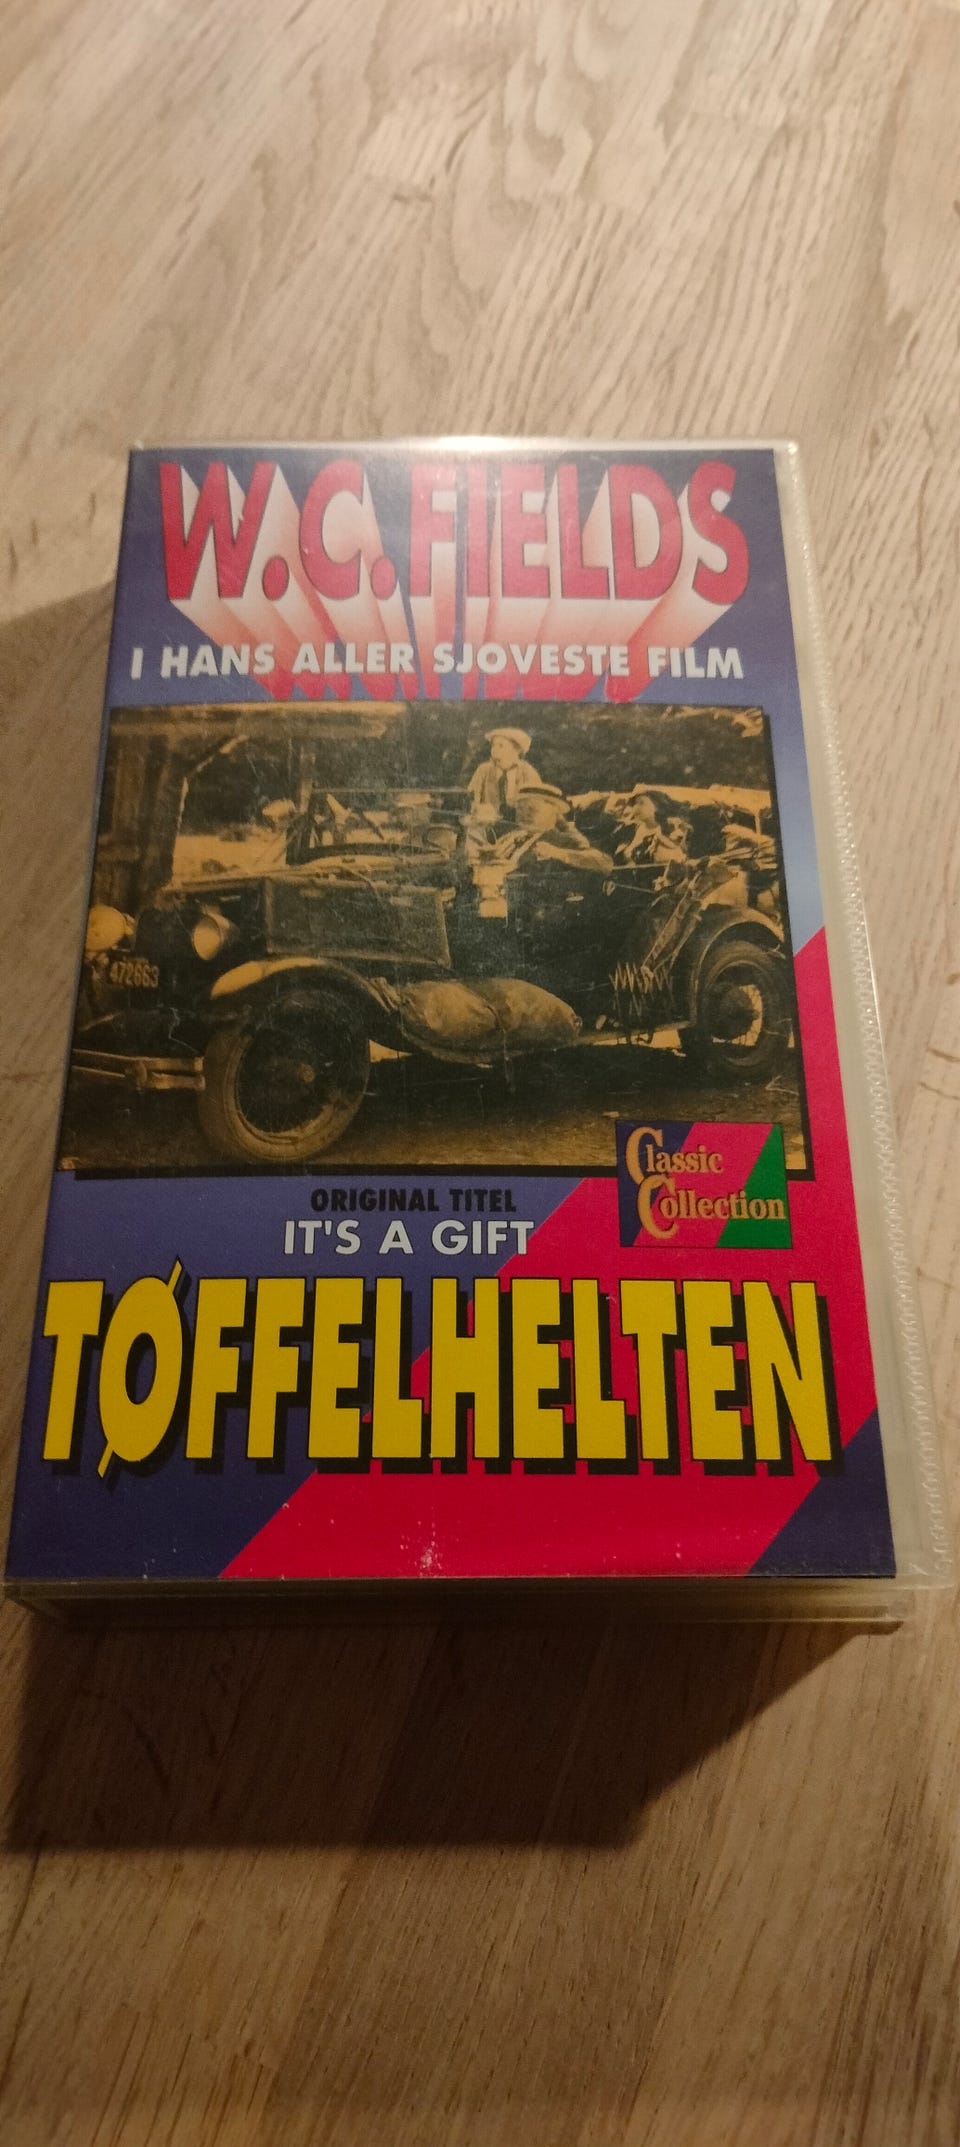 W.C. FIELDS
I HANS ALLER SJOVESTE FILM
472663
Classic
Collection
ORIGINAL TITEL
IT'S A GIFT
TØFFELHELTEN